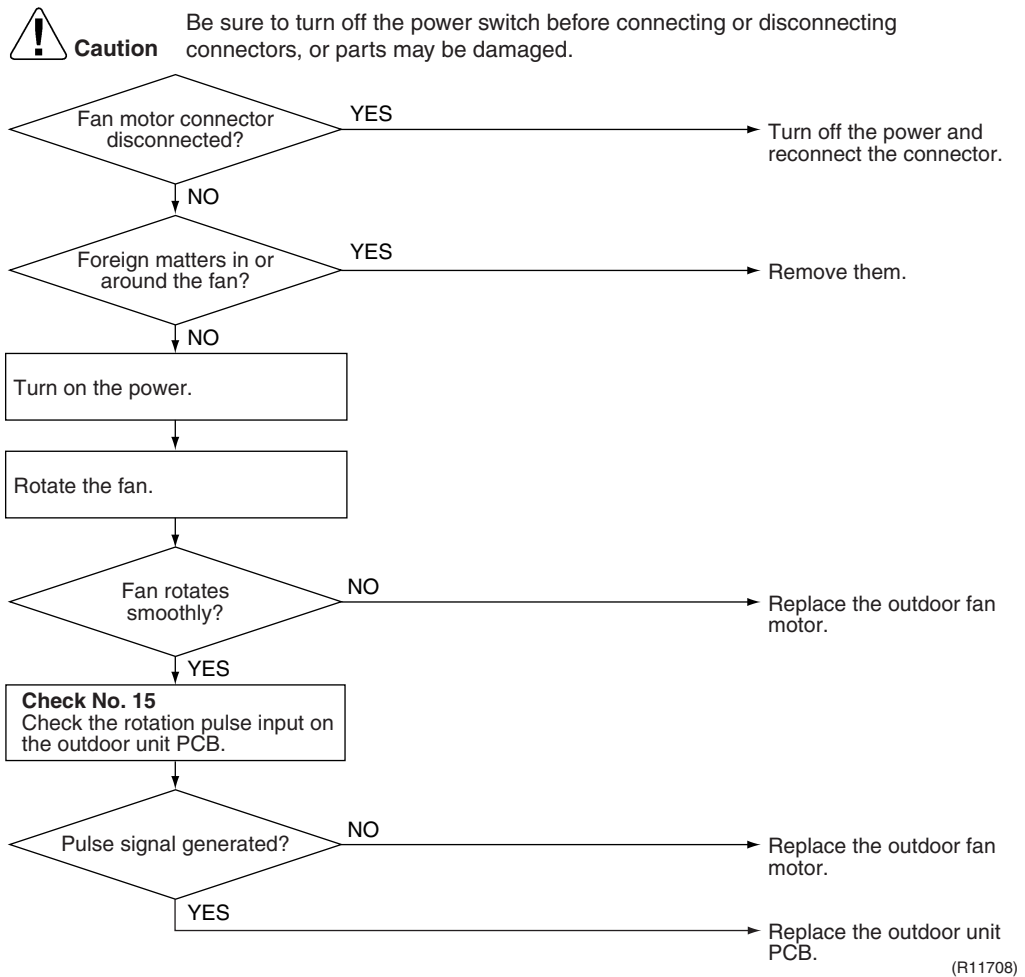 Be sure to turn off the power switch before connecting or disconnecting
Caution connectors, or parts may be damaged.
Fan motor connector
disconnected?
YES
Turn off the power and
reconnect the connector.
NO
Foreign matters in or
around the fan?
YES
Remove them.
NO
Turn on the power.
Rotate the fan.
Fan rotates
smoothly?
NO
Replace the outdoor fan
motor.
YES
Check No. 15
Check the rotation pulse input on
the outdoor unit PCB.
Pulse signal generated?
NO
Replace the outdoor fan
motor.
YES
Replace the outdoor unit
PCB.
(R11708)